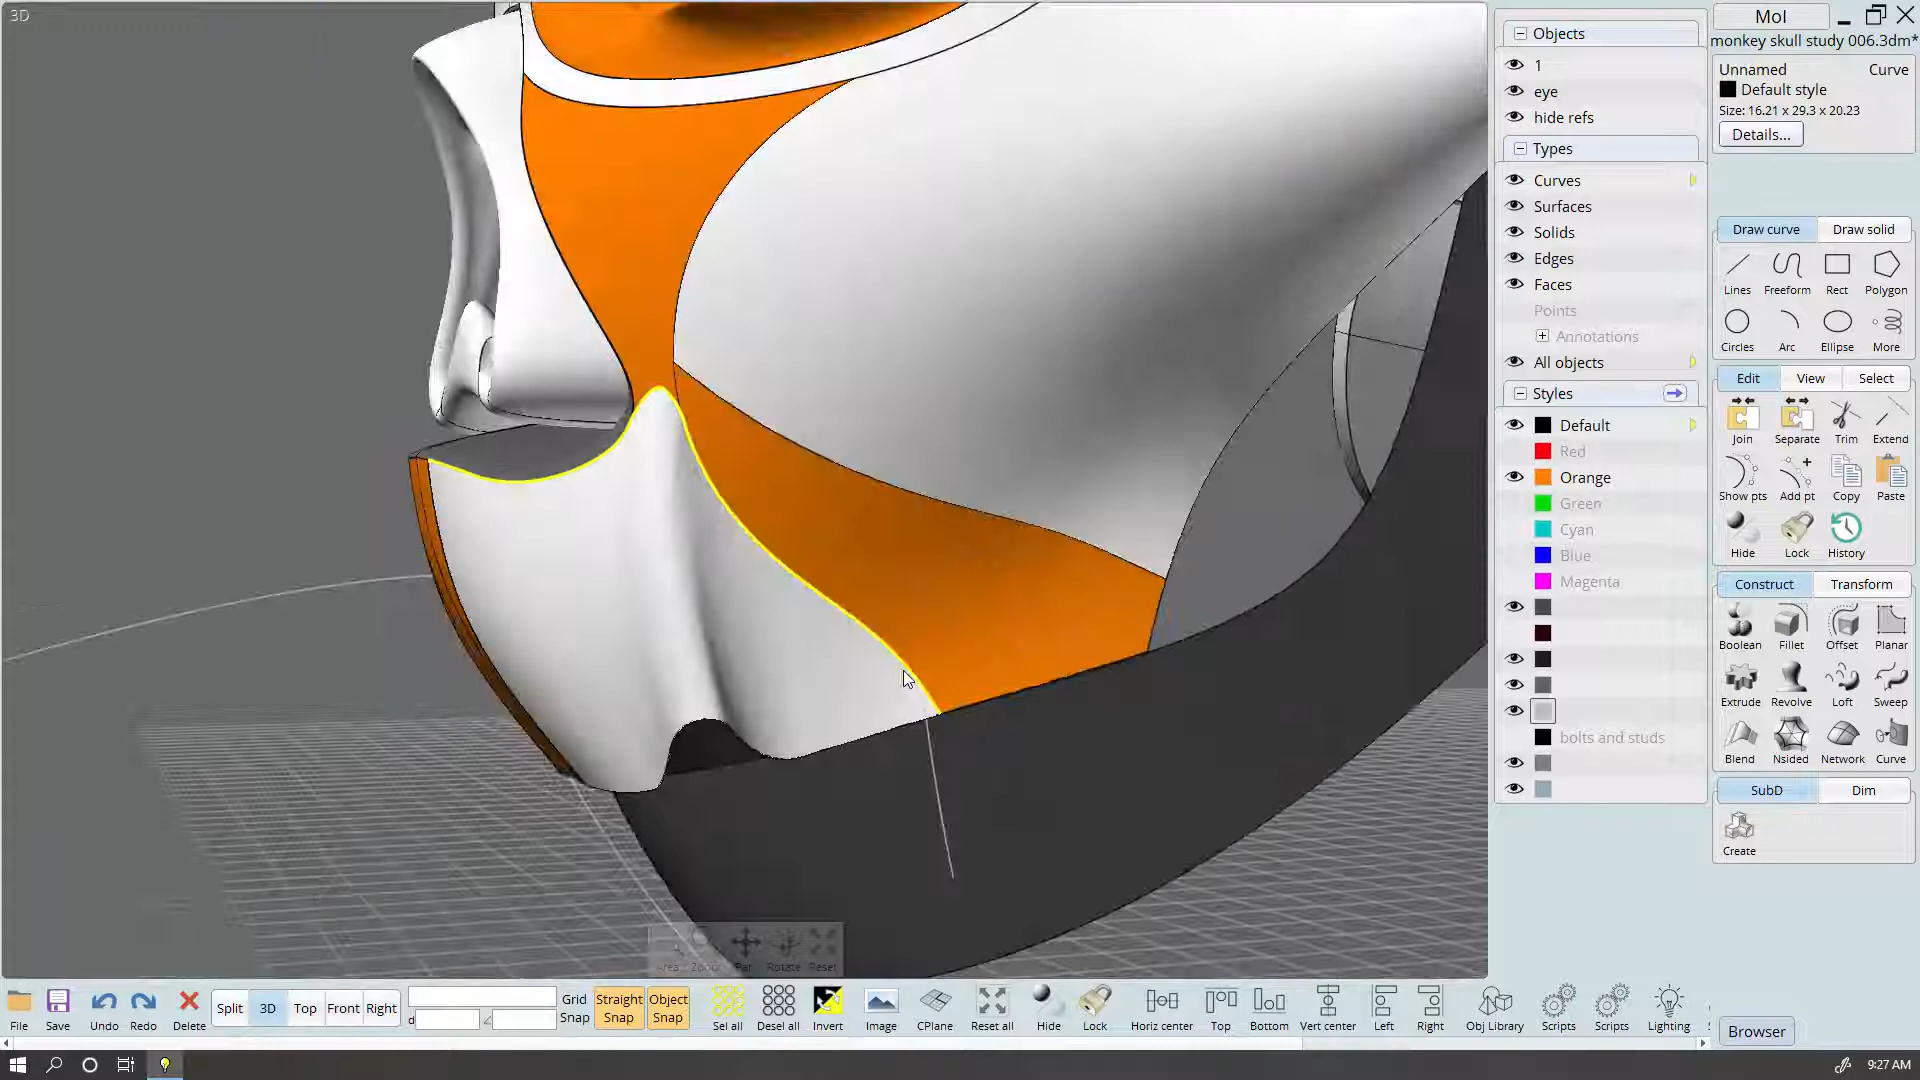 3D
Objects
1
eye
hide refs
Types
Curves
Surfaces
Solids
Edges
Faces
Points
Annotations
All objects
Styles
Default
Red
Orange
Green
Cyan
Blue
Magenta
bolts and studs
MoI
monkey skull study 006.3dm*
Unnamed Curve
Default style
Size: 16.21 x 29.3 x 20.23
Details...
Draw curve Draw solid
Lines Freeform Rect Polygon
Circles Arc Ellipse More
Edit View Select
Join Separate Trim Extend
Show pts Add pt Copy Paste
Hide Lock History
Construct Transform
Boolean Fillet Offset Planar
Extrude Revolve Loft Sweep
Blend Nsided Network Curve
SubD Dim
Create
Area Zoom Pan Rotate Reset
File Save Undo Redo Delete
Split 3D Top Front Right
d
Grid Snap
Straight Snap
Object Snap
Sel all Desel all Invert Image CPlane Reset all Hide Lock Horiz center Top Bottom Vert center Left Right Obj Library Scripts Scripts Lighting
Browser
9:27 AM